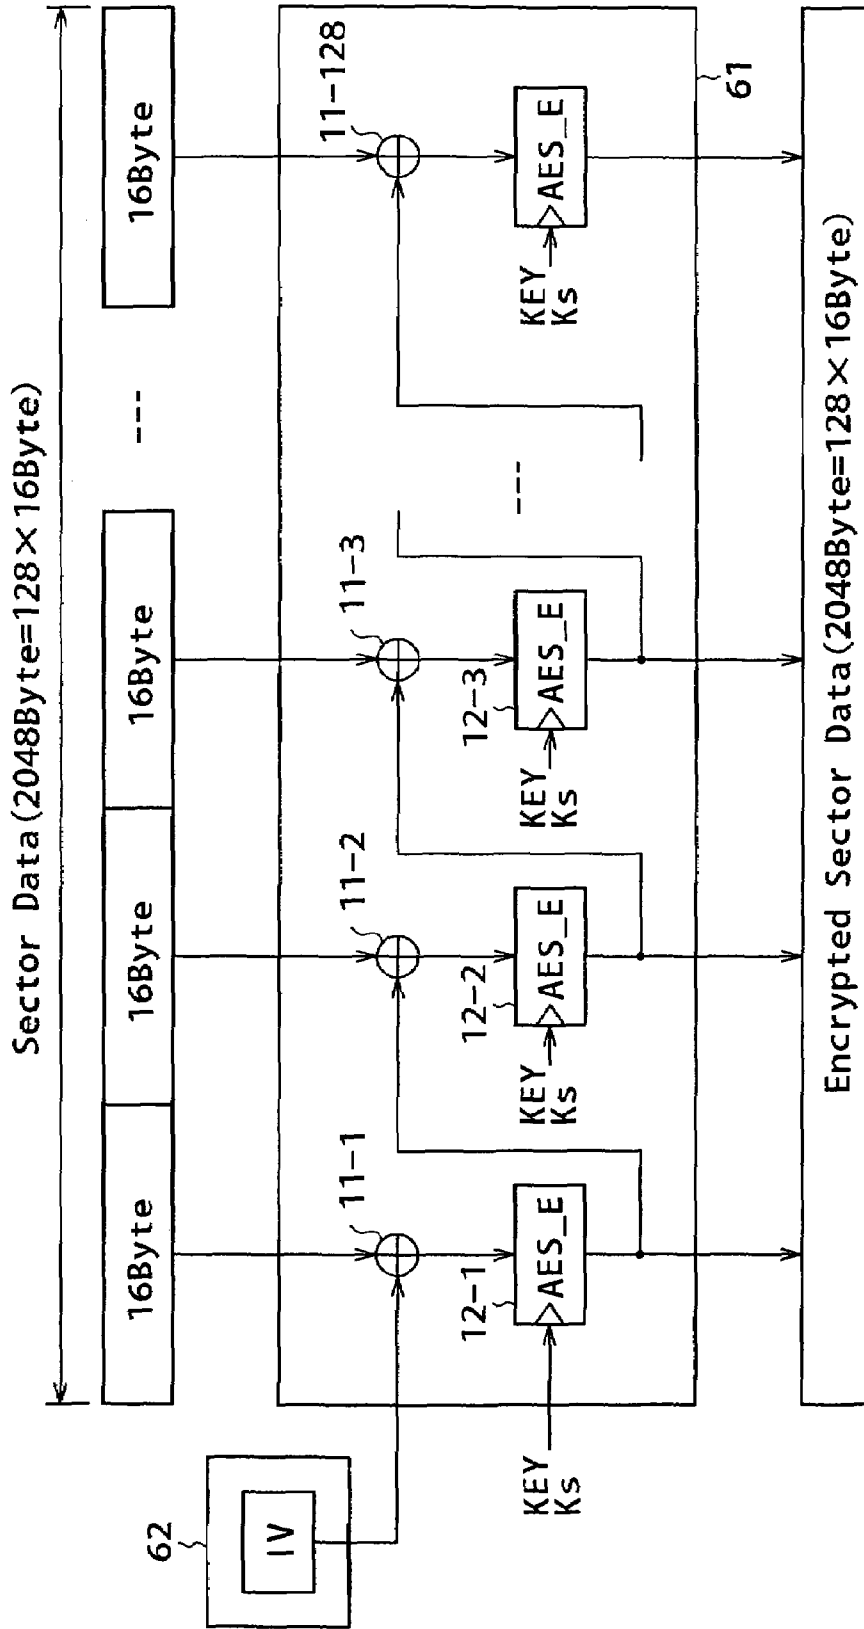 Sector Data(2048Byte=128×16Byte)
16Byte
16Byte
16Byte
---
16Byte
62
IV
11-1
11-2
11-3
11-128
12-1
AES_E
12-2
AES_E
12-3
AES_E
---
AES_E
KEY
Ks
KEY
Ks
KEY
Ks
KEY
Ks
61
Encrypted Sector Data(2048Byte=128×16Byte)